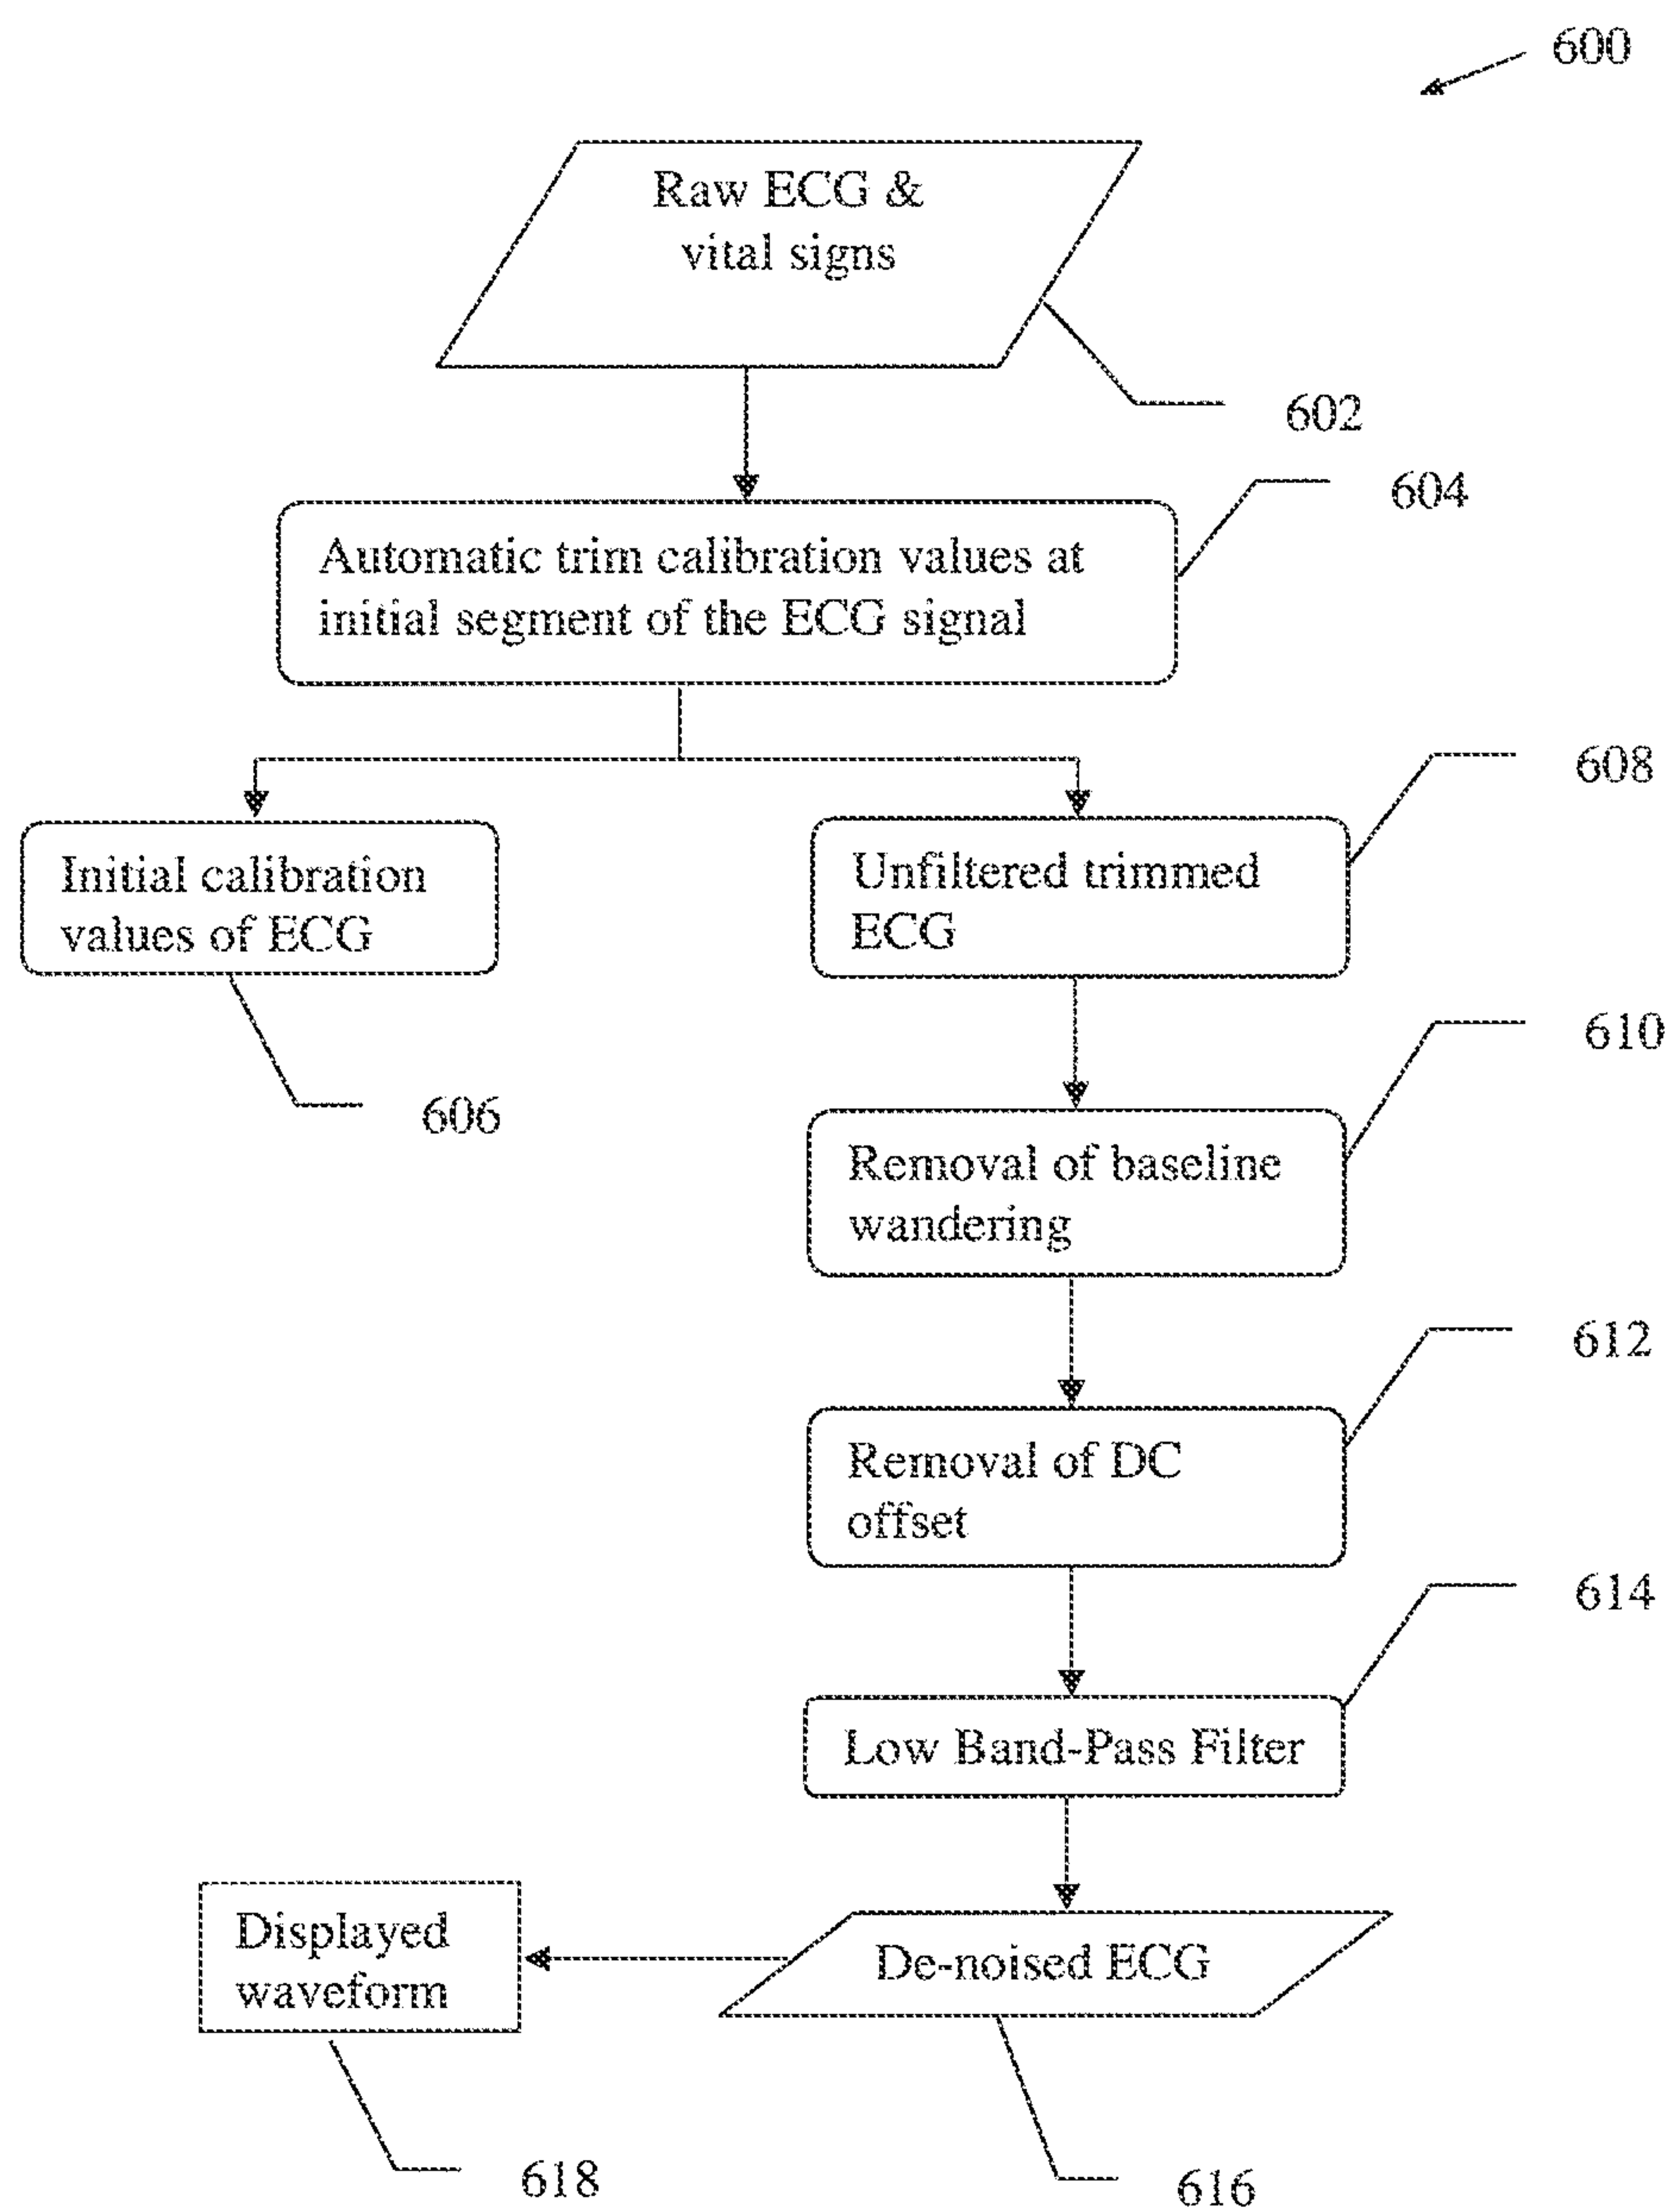 600
Raw ECG &
vital signs
602
604
Automatic trim calibration values at
initial segment of the ECG signal
608
Initial calibration
values of ECG
Unfiltered trimmed
ECG
606
610
Removal of baseline
wandering
612
Removal of DC
offset
614
Low Band-Pass Filter
Displayed
waveform
De-noised ECG
618
616